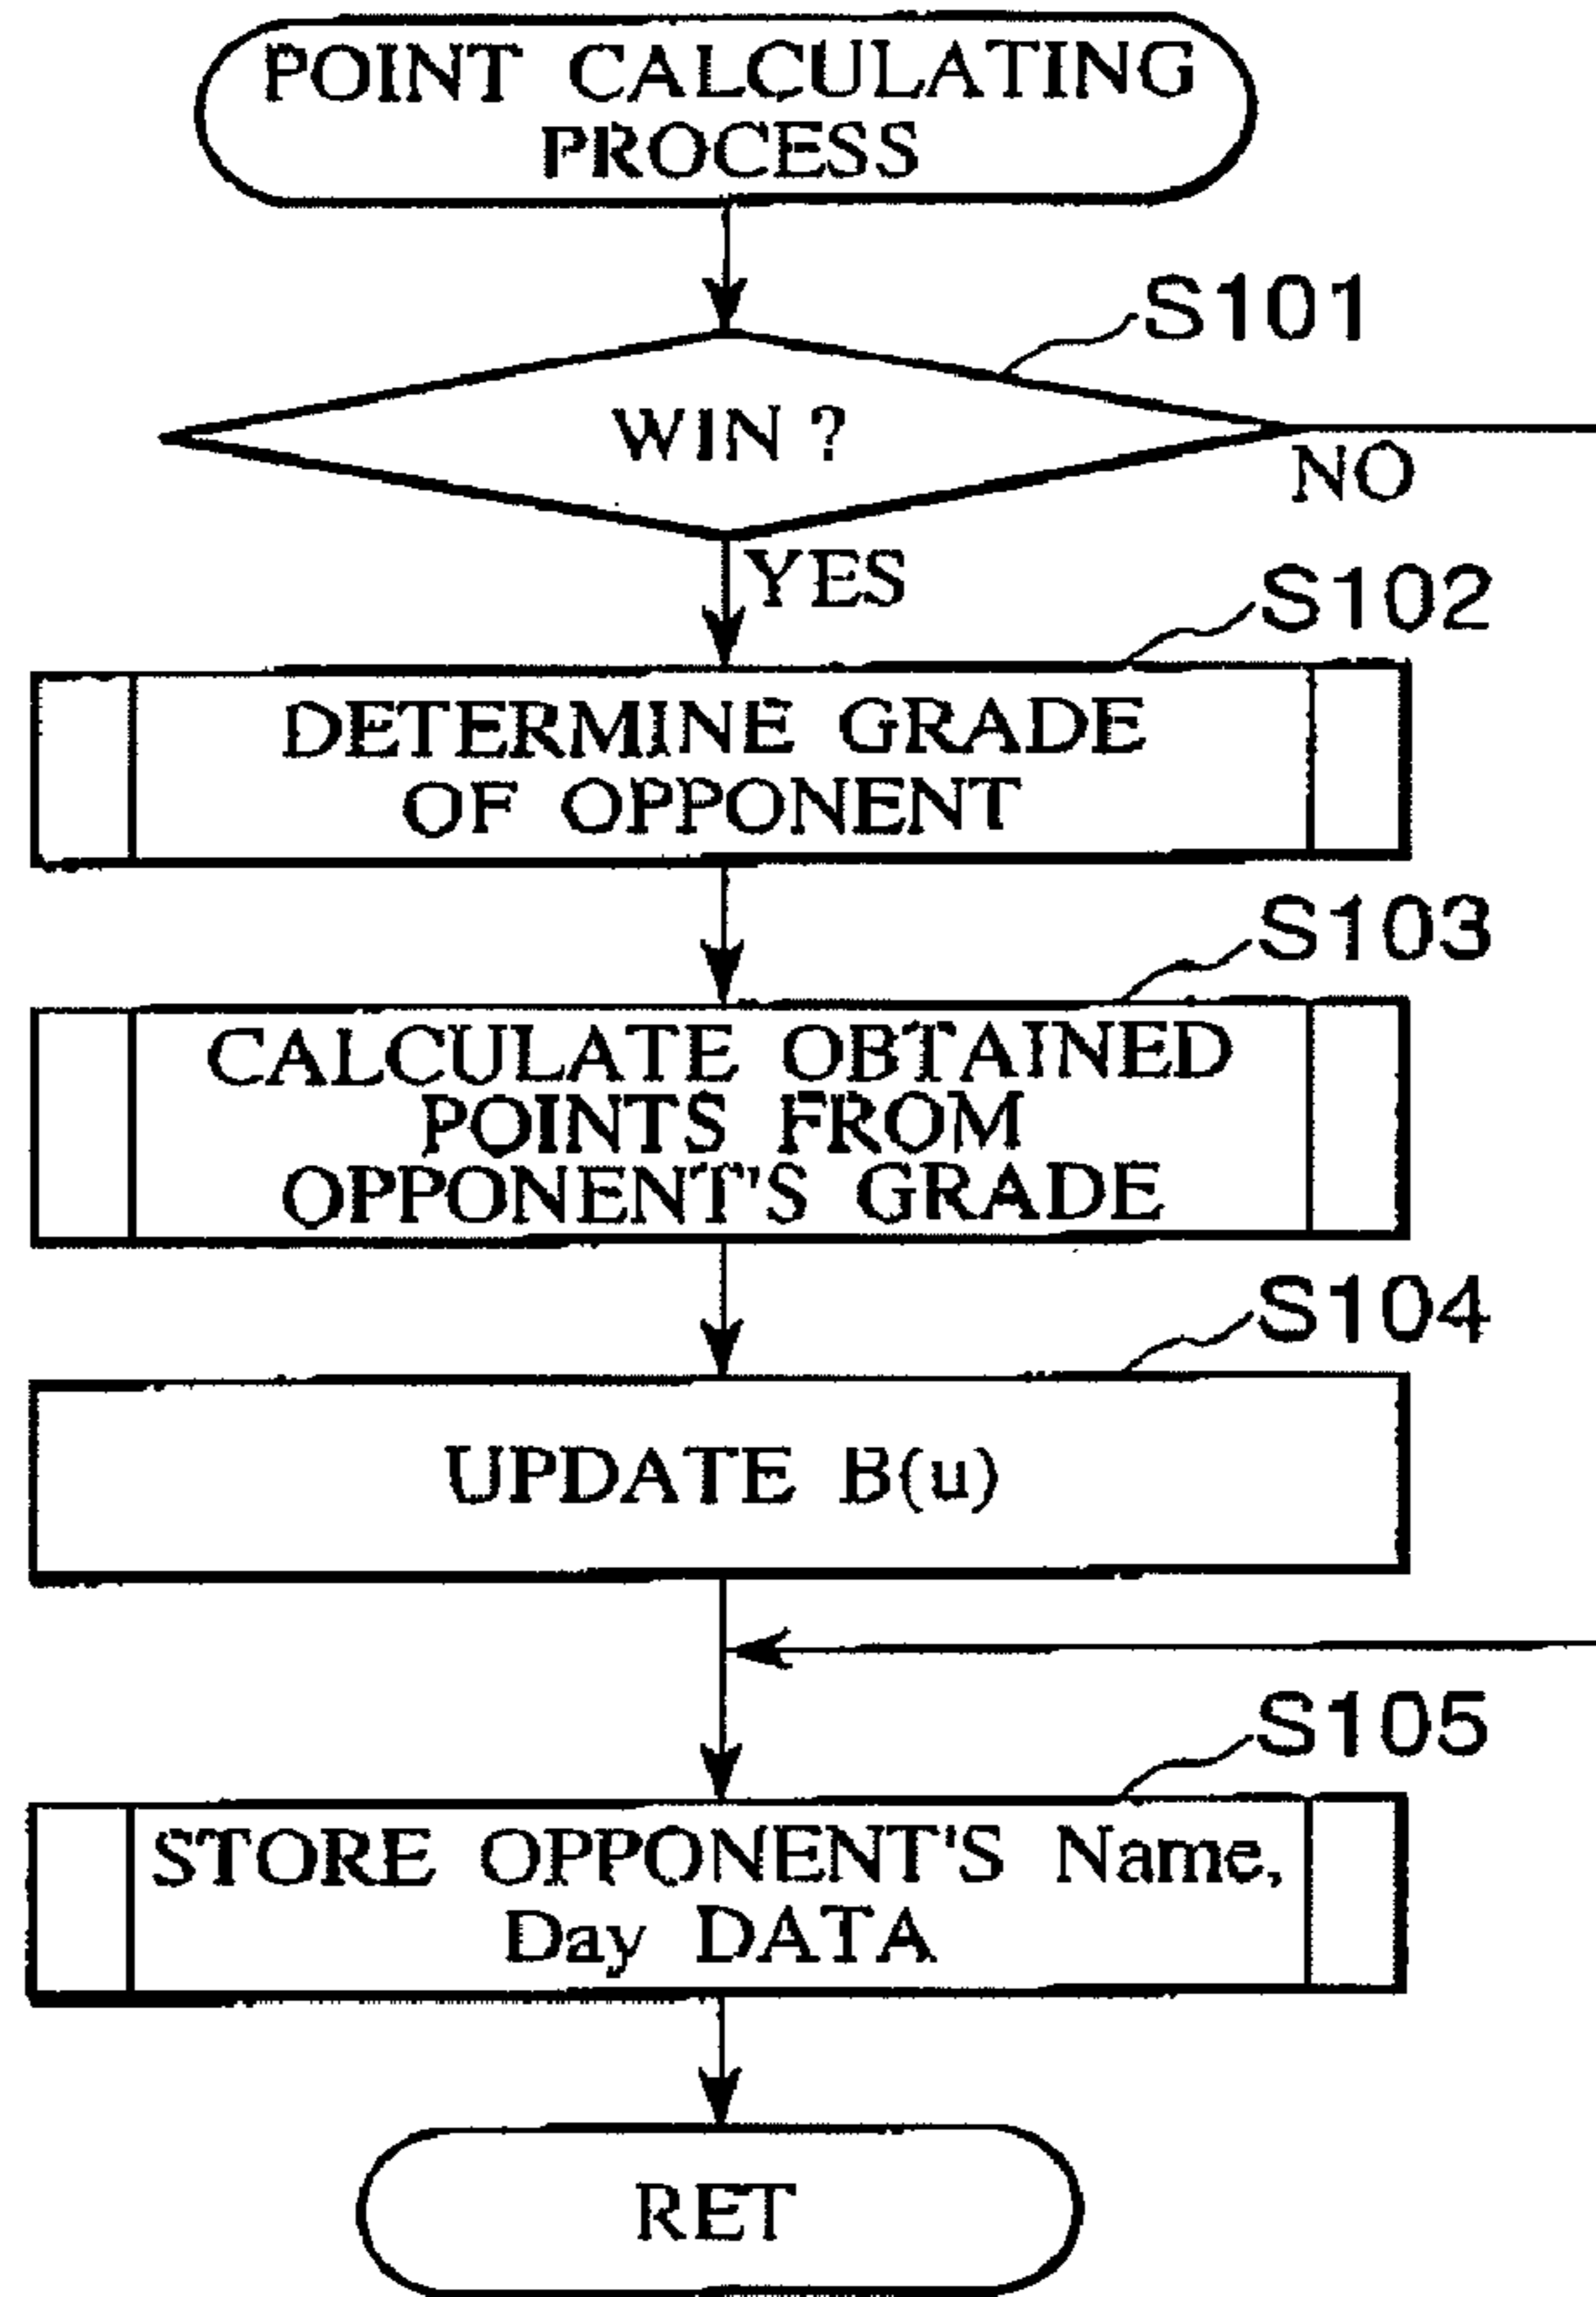 POINT CALCULATING
PROCESS
S101
WIN ?
NO
YES
S102
DETERMINE GRADE
OF OPPONENT
S103
CALCULATE OBTAINED
POINTS FROM
OPPONENT'S GRADE
S104
UPDATE B(u)
S105
STORE OPPONENT'S Name,
Day DATA
RET